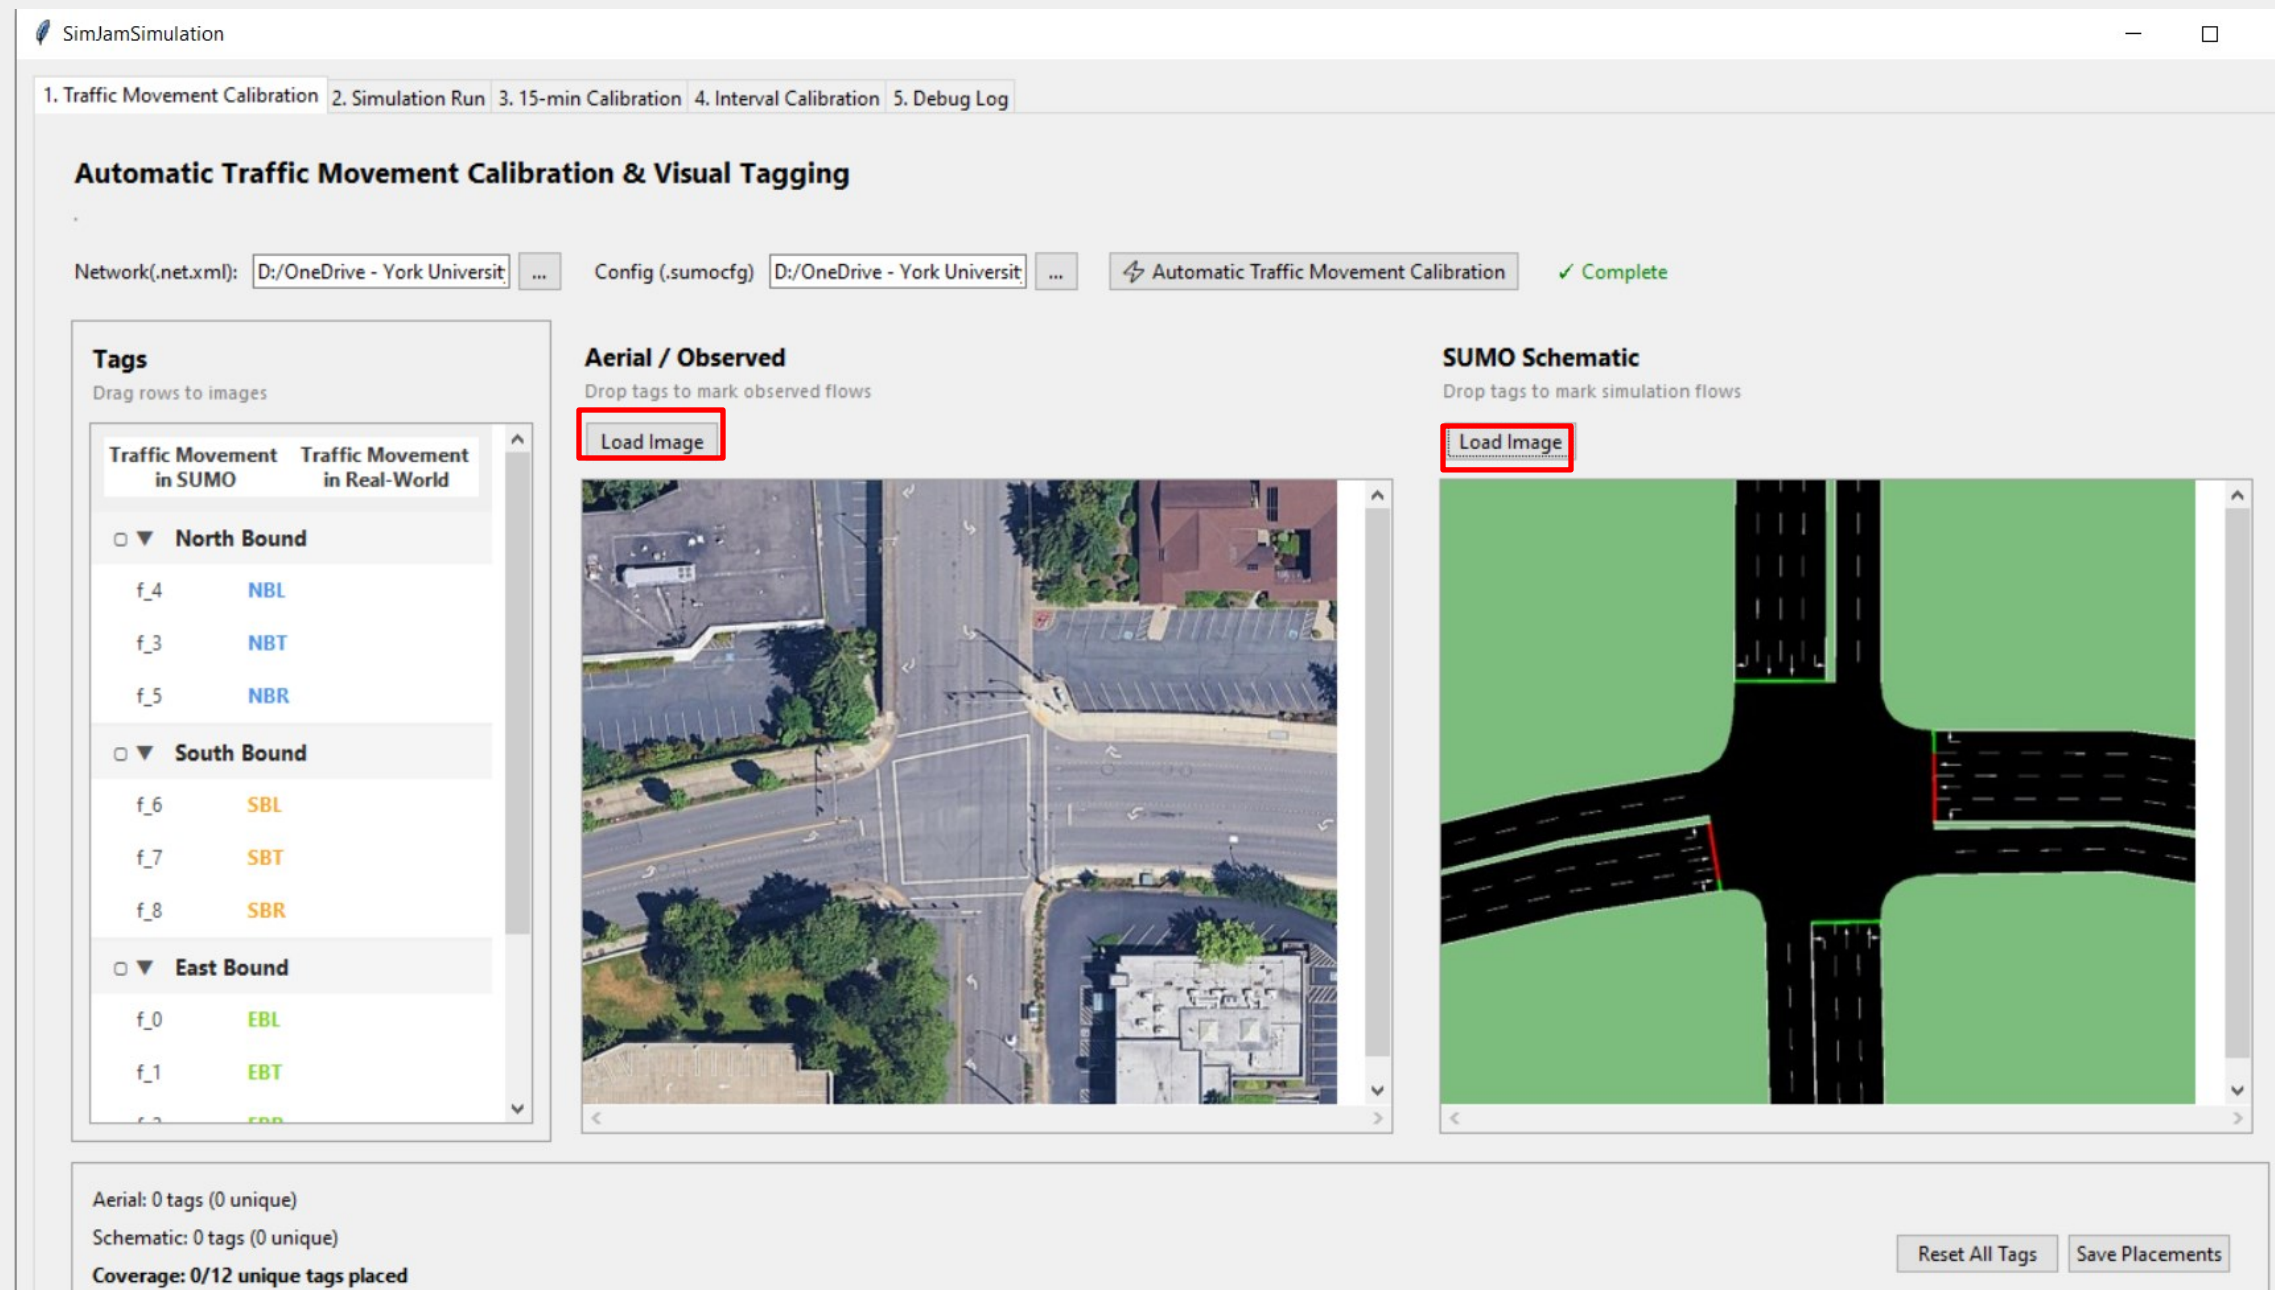 SimJamSimulation
1. Traffic Movement Calibration 2. Simulation Run 3. 15-min Calibration 4. Interval Calibration 5. Debug Log
Automatic Traffic Movement Calibration & Visual Tagging
.
Network(.net.xml): D:/OneDrive - York Universit ... Config (.sumocfg) D:/OneDrive - York Universit ... Automatic Traffic Movement Calibration ✓ Complete
Tags
Drag rows to images
Traffic Movement in SUMO
Traffic Movement in Real-World
North Bound
f_4 NBL
f_3 NBT
f_5 NBR
South Bound
f_6 SBL
f_7 SBT
f_8 SBR
East Bound
f_0 EBL
f_1 EBT
Aerial / Observed
Drop tags to mark observed flows
Load Image
SUMO Schematic
Drop tags to mark simulation flows
Load Image
Aerial: 0 tags (0 unique)
Schematic: 0 tags (0 unique)
Coverage: 0/12 unique tags placed
Reset All Tags Save Placements